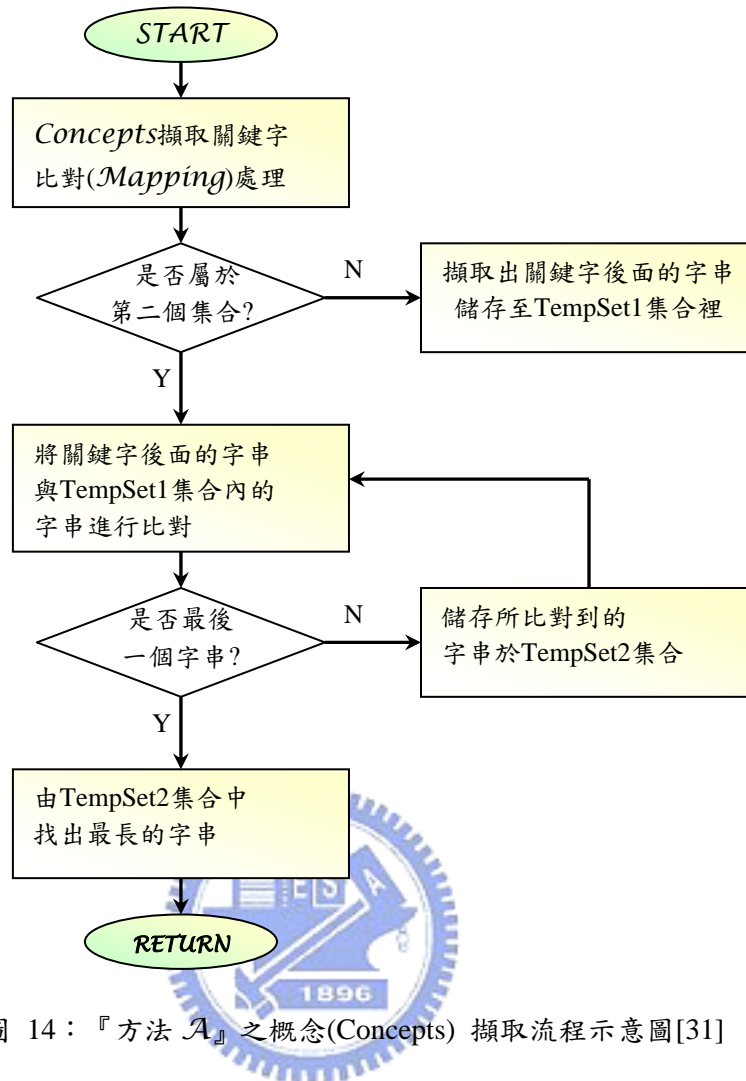 START
Concepts擷取關鍵字
比對(Mapping)處理
是否屬於
第二個集合?
N
擷取出關鍵字後面的字串
儲存至TempSet1集合裡
Y
將關鍵字後面的字串
與TempSet1集合內的
字串進行比對
是否最後
一個字串?
N
儲存所比對到的
字串於TempSet2集合
Y
由TempSet2集合中
找出最長的字串
RETURN
ESA
1896
圖 14：『方法 A』之概念(Concepts) 擷取流程示意圖[31]